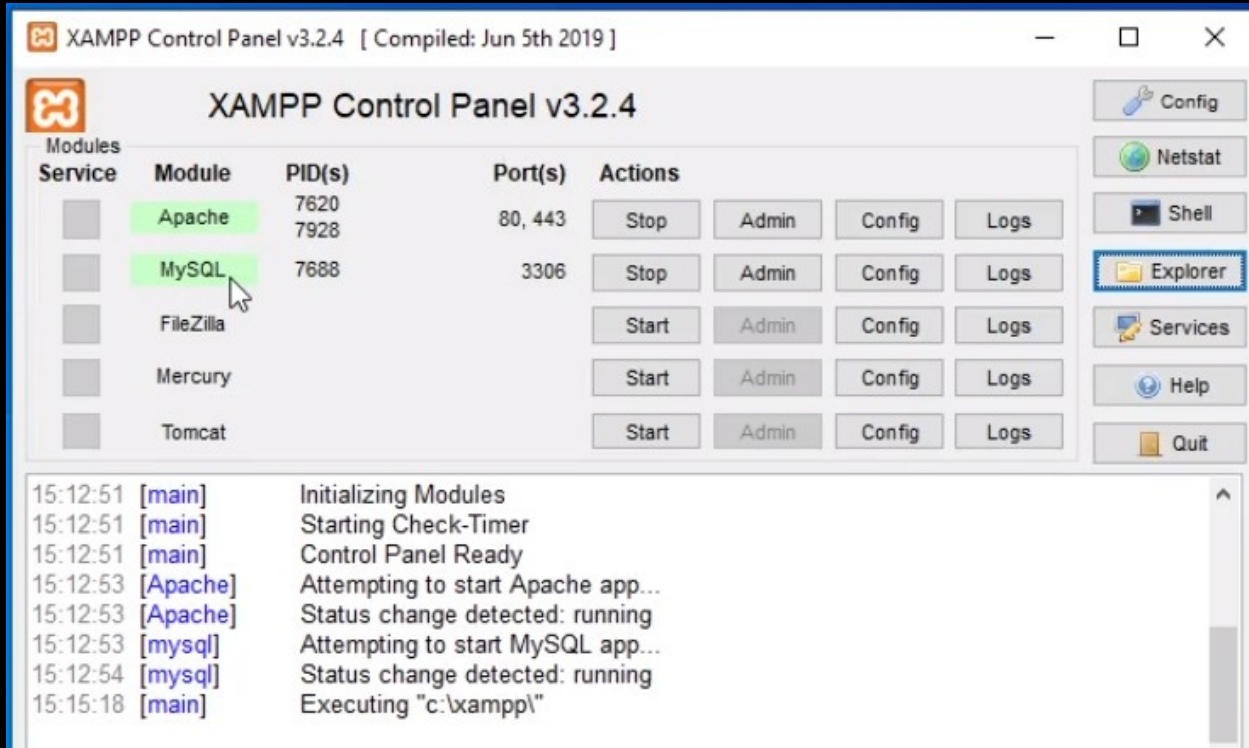 XAMPP Control Panel v3.2.4 [ Compiled: Jun 5th 2019 ]
XAMPP Control Panel v3.2.4
Config
Modules
Service Module PID(s) Port(s) Actions
Netstat
Apache 7620 7928 80, 443 Stop Admin Config Logs
Shell
MySQL 7688 3306 Stop Admin Config Logs
Explorer
FileZilla Start Admin Config Logs
Services
Mercury Start Admin Config Logs
Help
Tomcat Start Admin Config Logs
Quit
15:12:51 [main] Initializing Modules
15:12:51 [main] Starting Check-Timer
15:12:51 [main] Control Panel Ready
15:12:53 [Apache] Attempting to start Apache app...
15:12:53 [Apache] Status change detected: running
15:12:53 [mysql] Attempting to start MySQL app...
15:12:54 [mysql] Status change detected: running
15:15:18 [main] Executing "c:\xampp\"